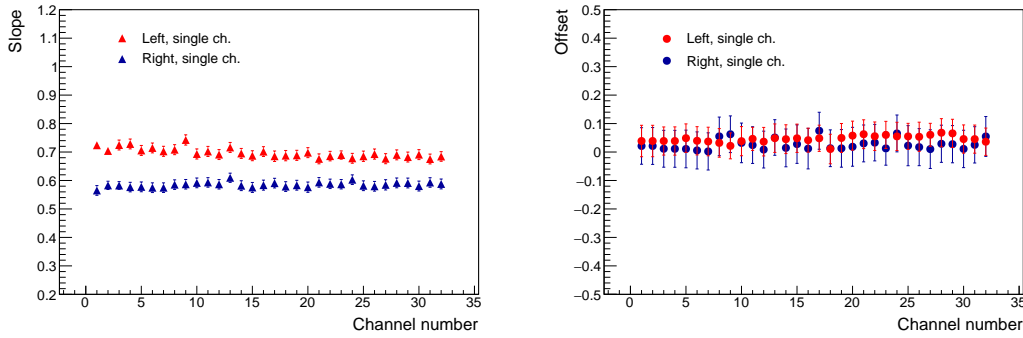 Slope
1.2
1.1
1
0.9
0.8
0.7
0.6
0.5
0.4
0.3
0.2
Left, single ch.
Right, single ch.
0 5 10 15 20 25 30 35
Channel number
Offset
0.5
0.4
0.3
0.2
0.1
0
−0.1
−0.2
−0.3
−0.4
−0.5
Left, single ch.
Right, single ch.
0 5 10 15 20 25 30 35
Channel number